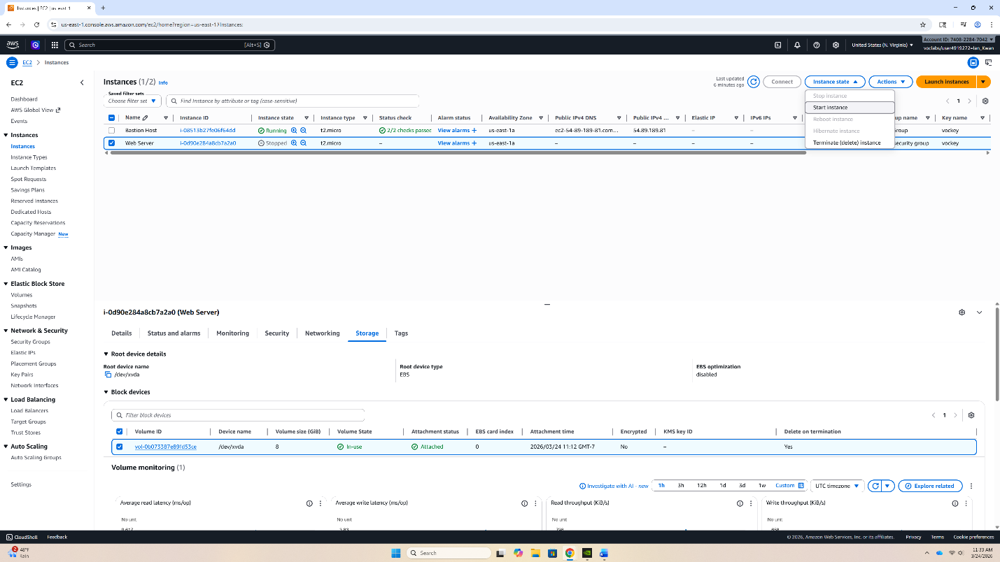 Instances | EC2 | us-east-1
us-east-1.console.aws.amazon.com/ec2/home?region=us-east-1#Instances:
aws
Search
[Alt+S]
United States (N. Virginia)
Account ID: 7408-2284-7042
voclabs/user4919272=Ian_Kwan
EC2
Instances
EC2
Dashboard
AWS Global View
Events
Instances
Instances
Instance Types
Launch Templates
Spot Requests
Savings Plans
Reserved Instances
Dedicated Hosts
Capacity Reservations
Capacity Manager New
Images
AMIs
AMI Catalog
Elastic Block Store
Volumes
Snapshots
Lifecycle Manager
Network & Security
Security Groups
Elastic IPs
Placement Groups
Key Pairs
Network Interfaces
Load Balancing
Load Balancers
Target Groups
Trust Stores
Auto Scaling
Auto Scaling Groups
Settings
Instances (1/2) Info
Last updated
6 minutes ago
Connect
Instance state
Actions
Launch instances
Saved filter sets
Choose filter set
Find Instance by attribute or tag (case-sensitive)
1
Stop instance
Start instance
Reboot instance
Hibernate instance
Terminate (delete) instance
Name Instance ID Instance state Instance type Status check Alarm status Availability Zone Public IPv4 DNS Public IPv4 ... Elastic IP IPv6 IPs up name Key name
Bastion Host i-08513b27fe06f64dd Running t2.micro 2/2 checks passec View alarms + us-east-1a ec2-54-89-189-81.com... 54.89.189.81 – – group vockey
Web Server i-0d90e284a8cb7a2a0 Stopped t2.micro – View alarms + us-east-1a – – – – security group vockey
i-0d90e284a8cb7a2a0 (Web Server)
Details Status and alarms Monitoring Security Networking Storage Tags
Root device details
Root device name
/dev/xvda
Root device type
EBS
EBS optimization
disabled
Block devices
Filter block devices
1
Volume ID Device name Volume size (GiB) Volume State Attachment status EBS card index Attachment time Encrypted KMS key ID Delete on termination
vol-0b073387e89fd53ce /dev/xvda 8 In-use Attached 0 2026/03/24 11:12 GMT-7 No – Yes
Volume monitoring (1)
Investigate with AI - new
1h 3h 12h 1d 3d 1w Custom
UTC timezone
Explore related
Average read latency (ms/op)
No unit
0.617
Average write latency (ms/op)
No unit
3.83
Read throughput (KiB/s)
No unit
798
Write throughput (KiB/s)
No unit
658
CloudShell Feedback
© 2026, Amazon Web Services, Inc. or its affiliates. Privacy Terms Cookie preferences
2
48°F
Rain
Search
11:33 AM
3/24/2026